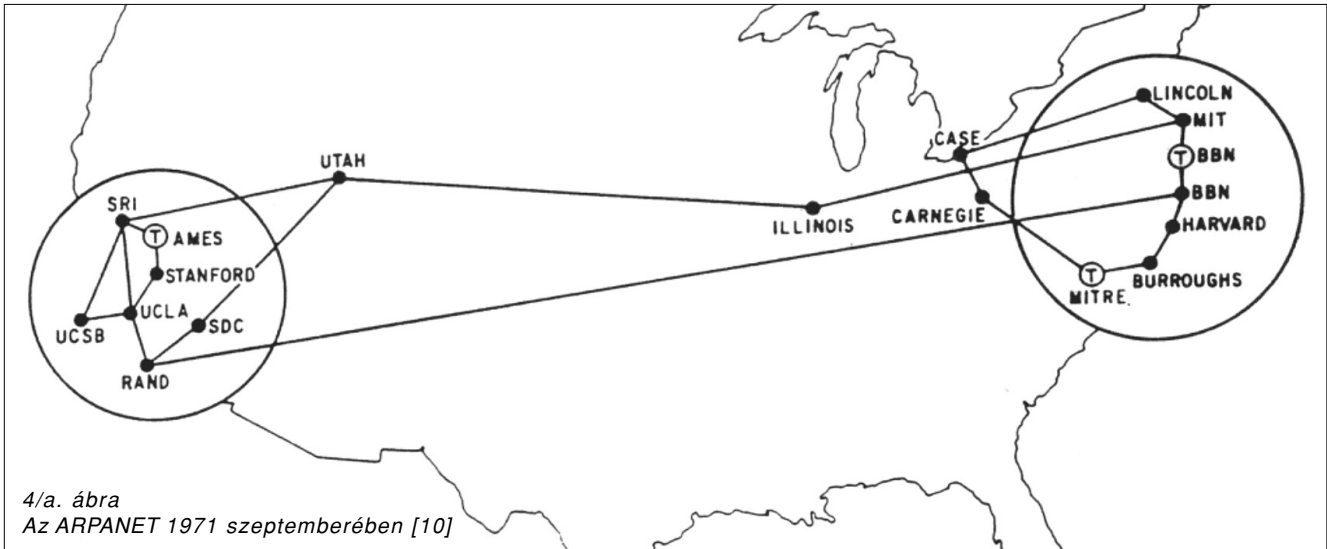 LINCOLN
MIT
CASE
T BBN
UTAH
BBN
SRI
ILLINOIS
CARNEGIE
HARVARD
T AMES
STANFORD
T
BURROUGHS
MITRE
UCLA
SDC
UCSB
RAND
4/a. ábra
Az ARPANET 1971 szeptemberében [10]